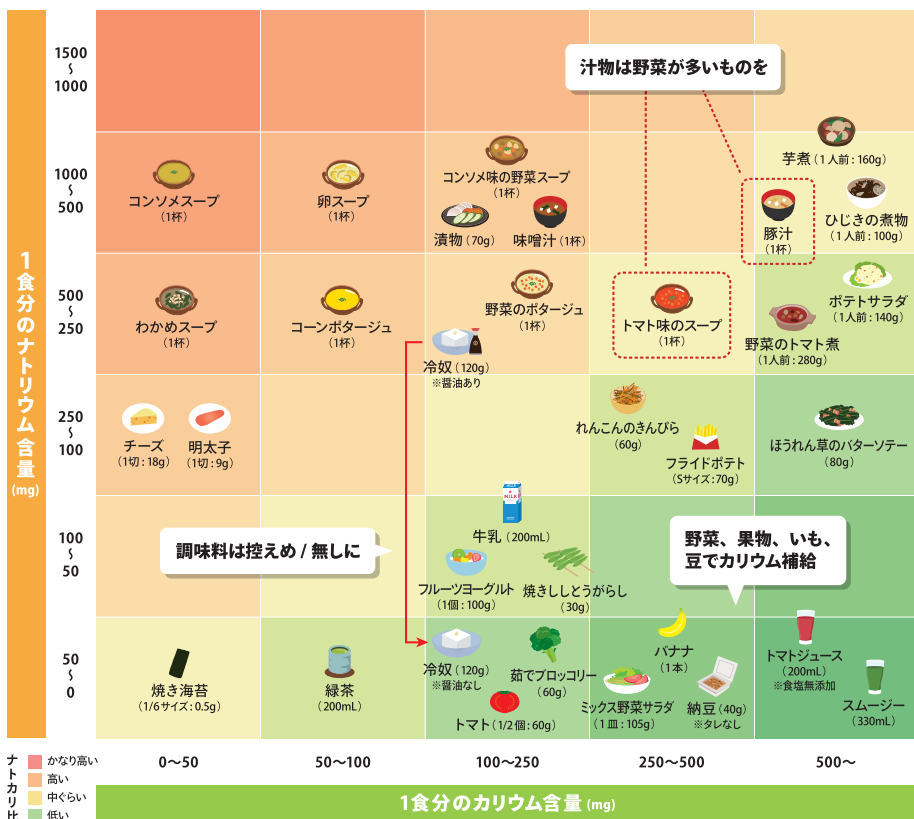 1食分のナトリウム含量
(mg)
1500
〜
1000
汁物は野菜が多いものを
1000
〜
500
コンソメスープ
(1杯)
卵スープ
(1杯)
コンソメ味の野菜スープ
(1杯)
漬物 (70g)
味噌汁 (1杯)
芋煮 (1人前 : 160g)
豚汁
(1杯)
ひじきの煮物
(1人前 : 100g)
500
〜
250
わかめスープ
(1杯)
コーンポタージュ
(1杯)
野菜のポタージュ
(1杯)
冷奴 (120g)
※醤油あり
トマト味のスープ
(1杯)
ポテトサラダ
(1人前 : 140g)
野菜のトマト煮
(1人前 : 280g)
250
〜
100
チーズ
(1切 : 18g)
明太子
(1切 : 9g)
れんこんのきんぴら
(60g)
フライドポテト
(Sサイズ : 70g)
ほうれん草のバターソテー
(80g)
100
〜
50
調味料は控えめ / 無しに
MILK
牛乳 (200mL)
フルーツヨーグルト
(1個 : 100g)
焼きししとうがらし
(30g)
野菜、果物、いも、
豆でカリウム補給
50
〜
0
焼き海苔
(1/6サイズ : 0.5g)
緑茶
(200mL)
冷奴 (120g)
※醤油なし
茹でブロッコリー
(60g)
トマト (1/2個 : 60g)
バナナ
(1本)
ミックス野菜サラダ
(1皿 : 105g)
納豆 (40g)
※タレなし
トマトジュース
(200mL)
※食塩無添加
スムージー
(330mL)
0〜50
50〜100
100〜250
250〜500
500〜
1食分のカリウム含量 (mg)
ナトカリ比
かなり高い
高い
中ぐらい
低い